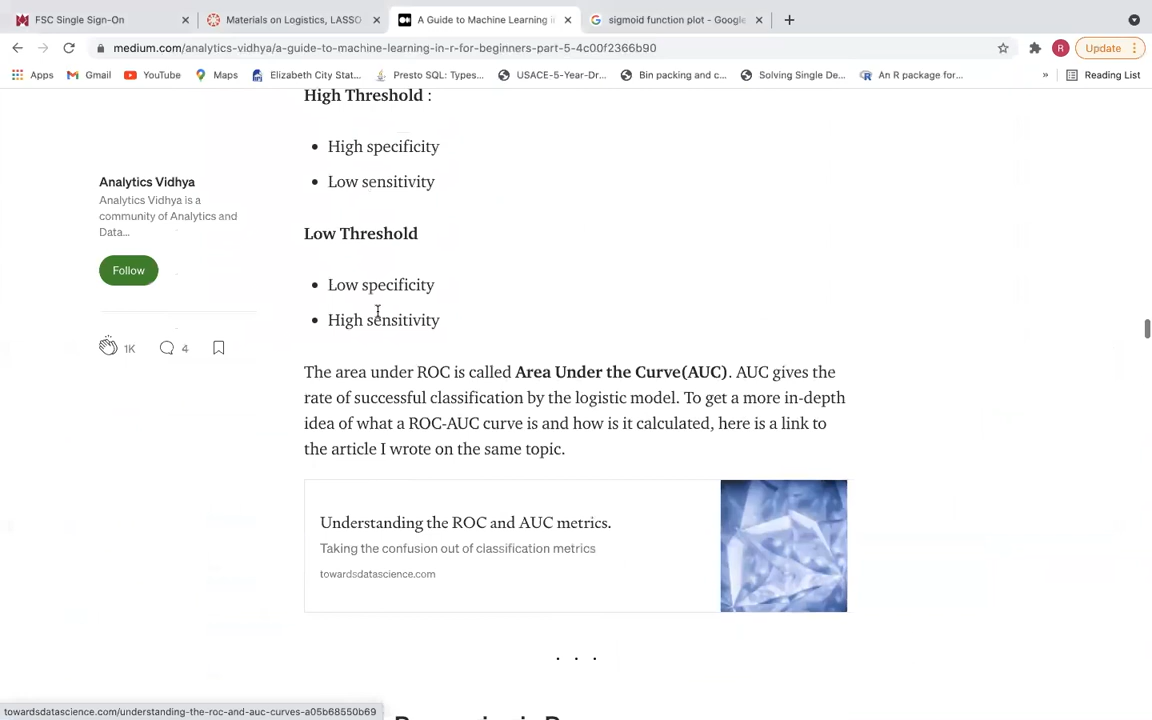 FSC Single Sign-On
Materials on Logistics, LASSO
A Guide to Machine Learning i
sigmoid function plot - Google
medium.com/analytics-vidhya/a-guide-to-machine-learning-in-r-for-beginners-part-5-4c00f2366b90
R
Update
Apps
Gmail
YouTube
Maps
Elizabeth City Stat...
Presto SQL: Types...
USACE-5-Year-Dr...
Bin packing and c...
Solving Single De...
An R package for...
»
Reading List
High Threshold :
• High specificity
• Low sensitivity
Analytics Vidhya
Analytics Vidhya is a
community of Analytics and
Data...
Follow
1K
4
Low Threshold
• Low specificity
• High sensitivity
The area under ROC is called Area Under the Curve(AUC). AUC gives the
rate of successful classification by the logistic model. To get a more in-depth
idea of what a ROC-AUC curve is and how is it calculated, here is a link to
the article I wrote on the same topic.
Understanding the ROC and AUC metrics.
Taking the confusion out of classification metrics
towardsdatascience.com
. . .
towardsdatascience.com/understanding-the-roc-and-auc-curves-a05b68550b69